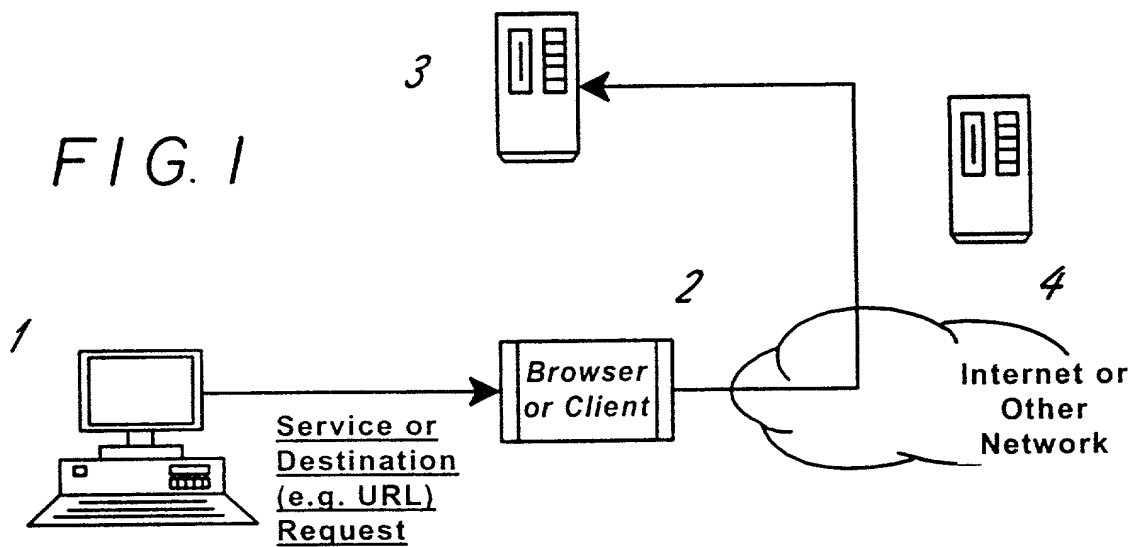 3
FIG. 1
2
4
1
Browser
or Client
Internet or
Other
Network
Service or
Destination
(e.g. URL)
Request